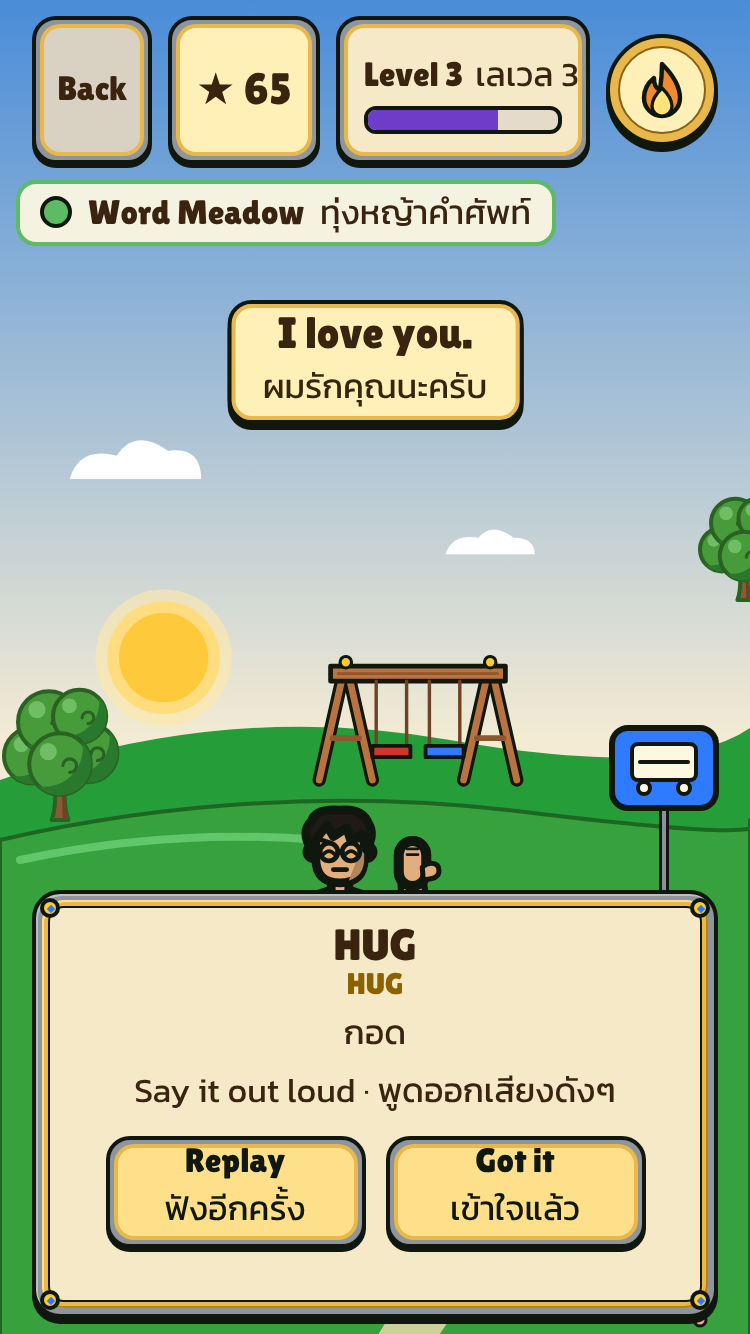 Back
★ 65
Level 3 เลเวล 3
Word Meadow ทุ่งหญ้าคำศัพท์
I love you.
ผมรักคุณนะครับ
HUG
HUG
กอด
Say it out loud · พูดออกเสียงดังๆ
Replay
ฟังอีกครั้ง
Got it
เข้าใจแล้ว